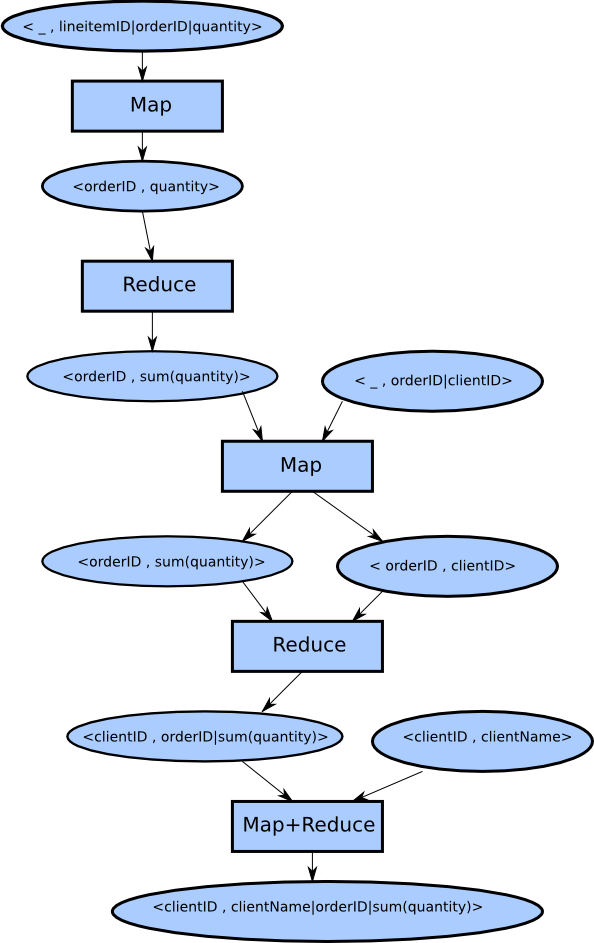 < _ , lineitemID|orderID|quantity>
Map
<orderID , quantity>
Reduce
<orderID , sum(quantity)>
< _ , orderID|clientID>
Map
<orderID , sum(quantity)>
< orderID , clientID>
Reduce
<clientID , orderID|sum(quantity)>
<clientID , clientName>
Map+Reduce
<clientID , clientName|orderID|sum(quantity)>